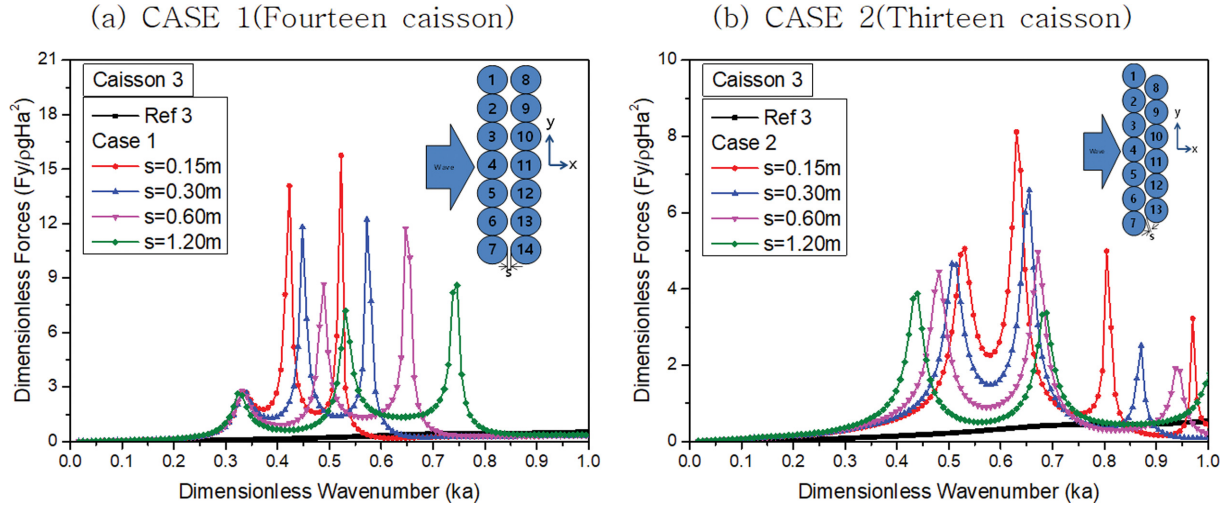 (a) CASE 1(Fourteen caisson)
21
18
15
12
9
6
3
0
Dimensionless Forces (Fy/ρgHa²)
Caisson 3
Ref 3
Case 1
s=0.15m
s=0.30m
s=0.60m
s=1.20m
Wave
1 8
2 9
3 10
4 11
5 12
6 13
7 14
y
x
s
0.0 0.1 0.2 0.3 0.4 0.5 0.6 0.7 0.8 0.9 1.0
Dimensionless Wavenumber (ka)
(b) CASE 2(Thirteen caisson)
10
8
6
4
2
0
Dimensionless Forces (Fy/ρgHa²)
Caisson 3
Ref 3
Case 2
s=0.15m
s=0.30m
s=0.60m
s=1.20m
Wave
1
8
2
9
3
10
4
11
5
12
6
13
7
y
x
s
0.0 0.1 0.2 0.3 0.4 0.5 0.6 0.7 0.8 0.9 1.0
Dimensionless Wavenumber (ka)